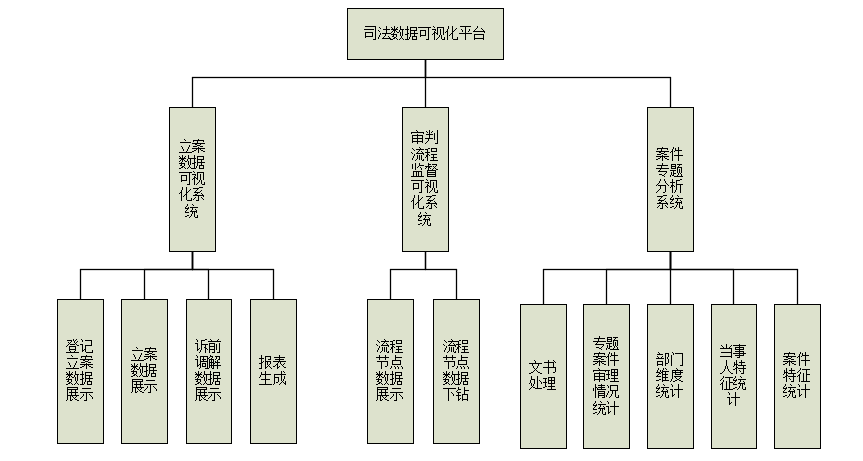 司法数据可视化平台
立案
数据
可视
化系
统
审判
流程
监督
可视
化系
统
案件
专题
分析
系统
登记
立案
数据
展示
立案
数据
展示
诉前
调解
数据
展示
报表
生成
流程
节点
数据
展示
流程
节点
数据
下钻
文书
处理
专题
案件
审理
情况
统计
部门
维度
统计
当事
人特
征统
计
案件
特征
统计